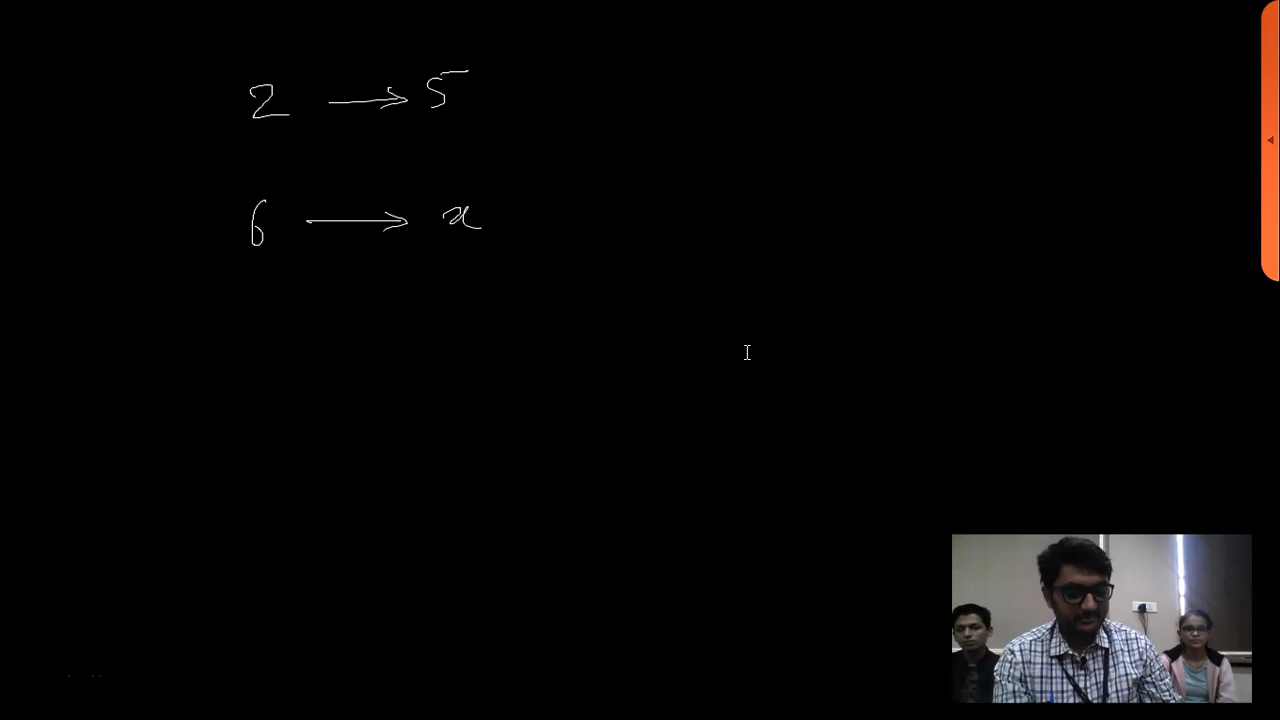 2 → 5
6 → x